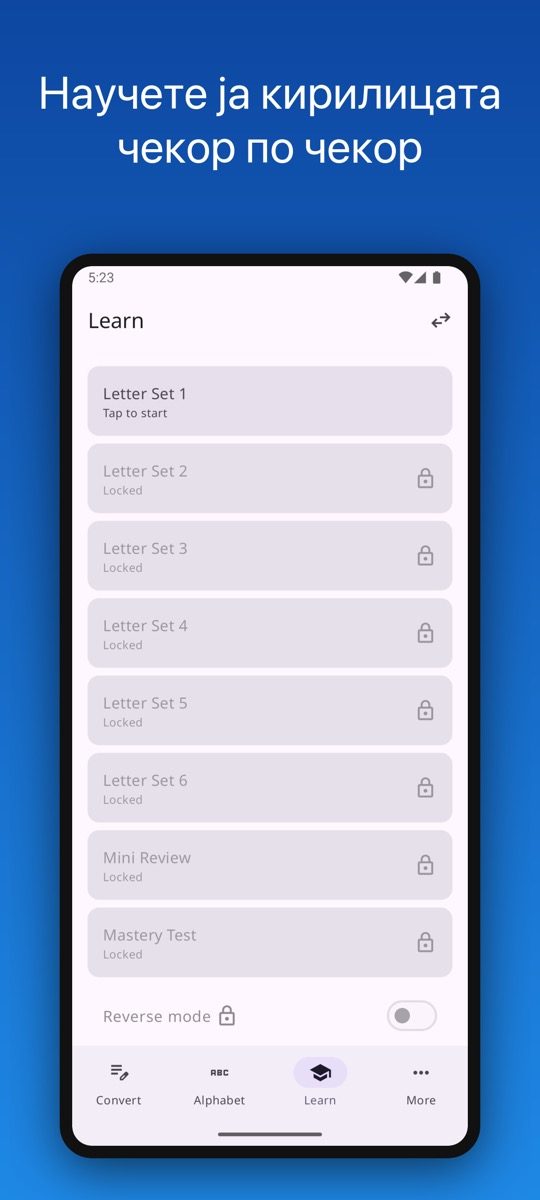 Научете ја кирилицата
чекор по чекор
5:23
Learn
Letter Set 1
Tap to start
Letter Set 2
Locked
Letter Set 3
Locked
Letter Set 4
Locked
Letter Set 5
Locked
Letter Set 6
Locked
Mini Review
Locked
Mastery Test
Locked
Reverse mode
ABC
Convert Alphabet Learn More